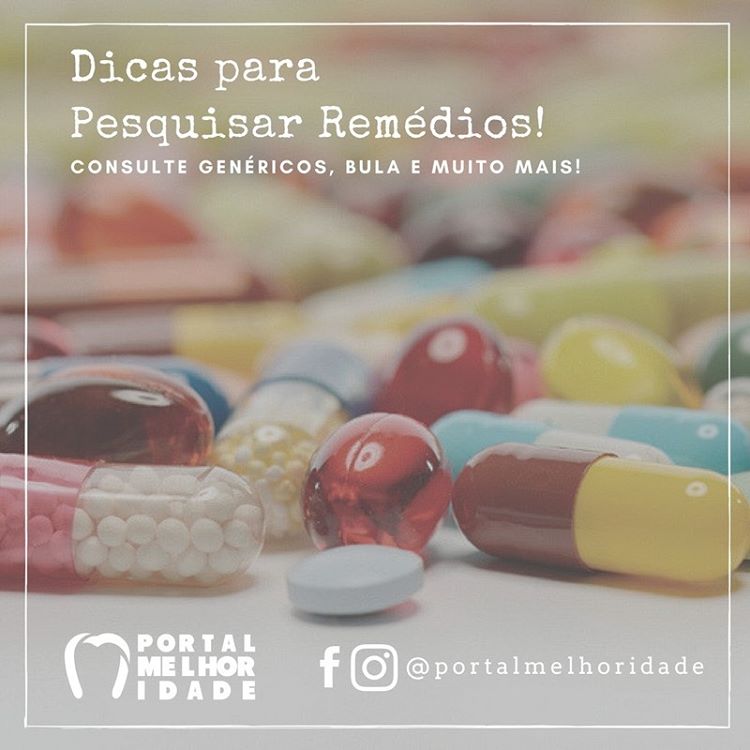 Dicas para
Pesquisar Remédios!
CONSULTE GENÉRICOS, BULA E MUITO MAIS!
PORTAL
MELHOR
IDADE
@portalmelhoridade